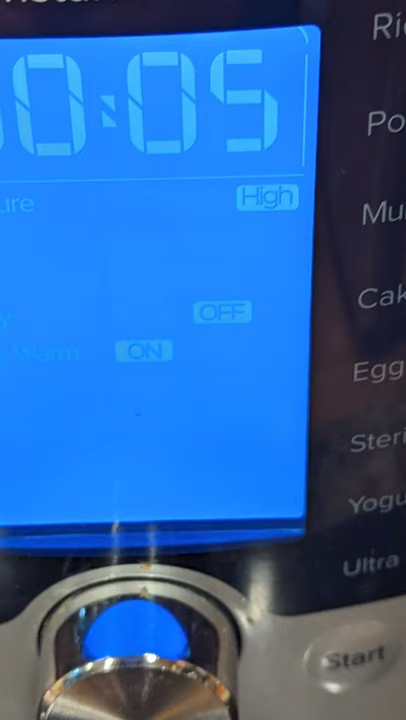 0:05
Ri
Po
ure High
Mu
Cak
y OFF
Egg
Warm ON
Steri
Yogu
Ultra
Start